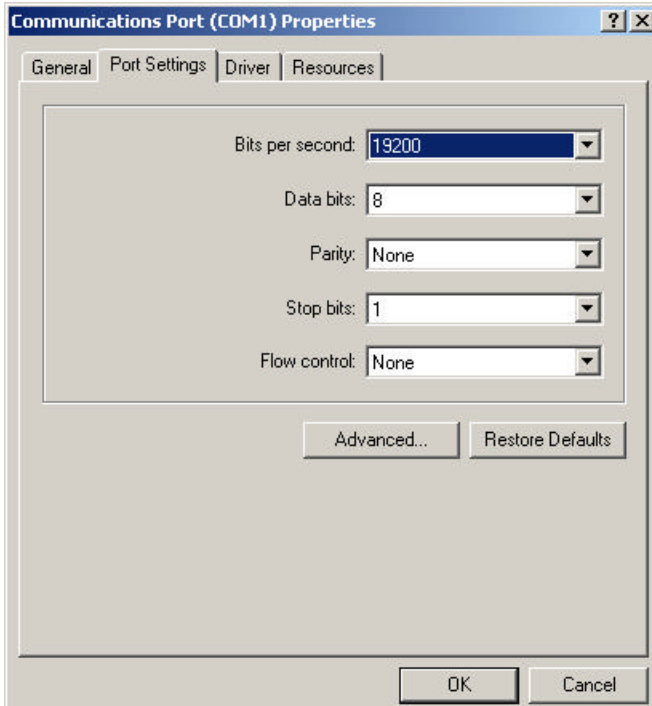 Communications Port (COM1) Properties ? X
General Port Settings Driver Resources
Bits per second: 19200
Data bits: 8
Parity: None
Stop bits: 1
Flow control: None
Advanced... Restore Defaults
OK Cancel